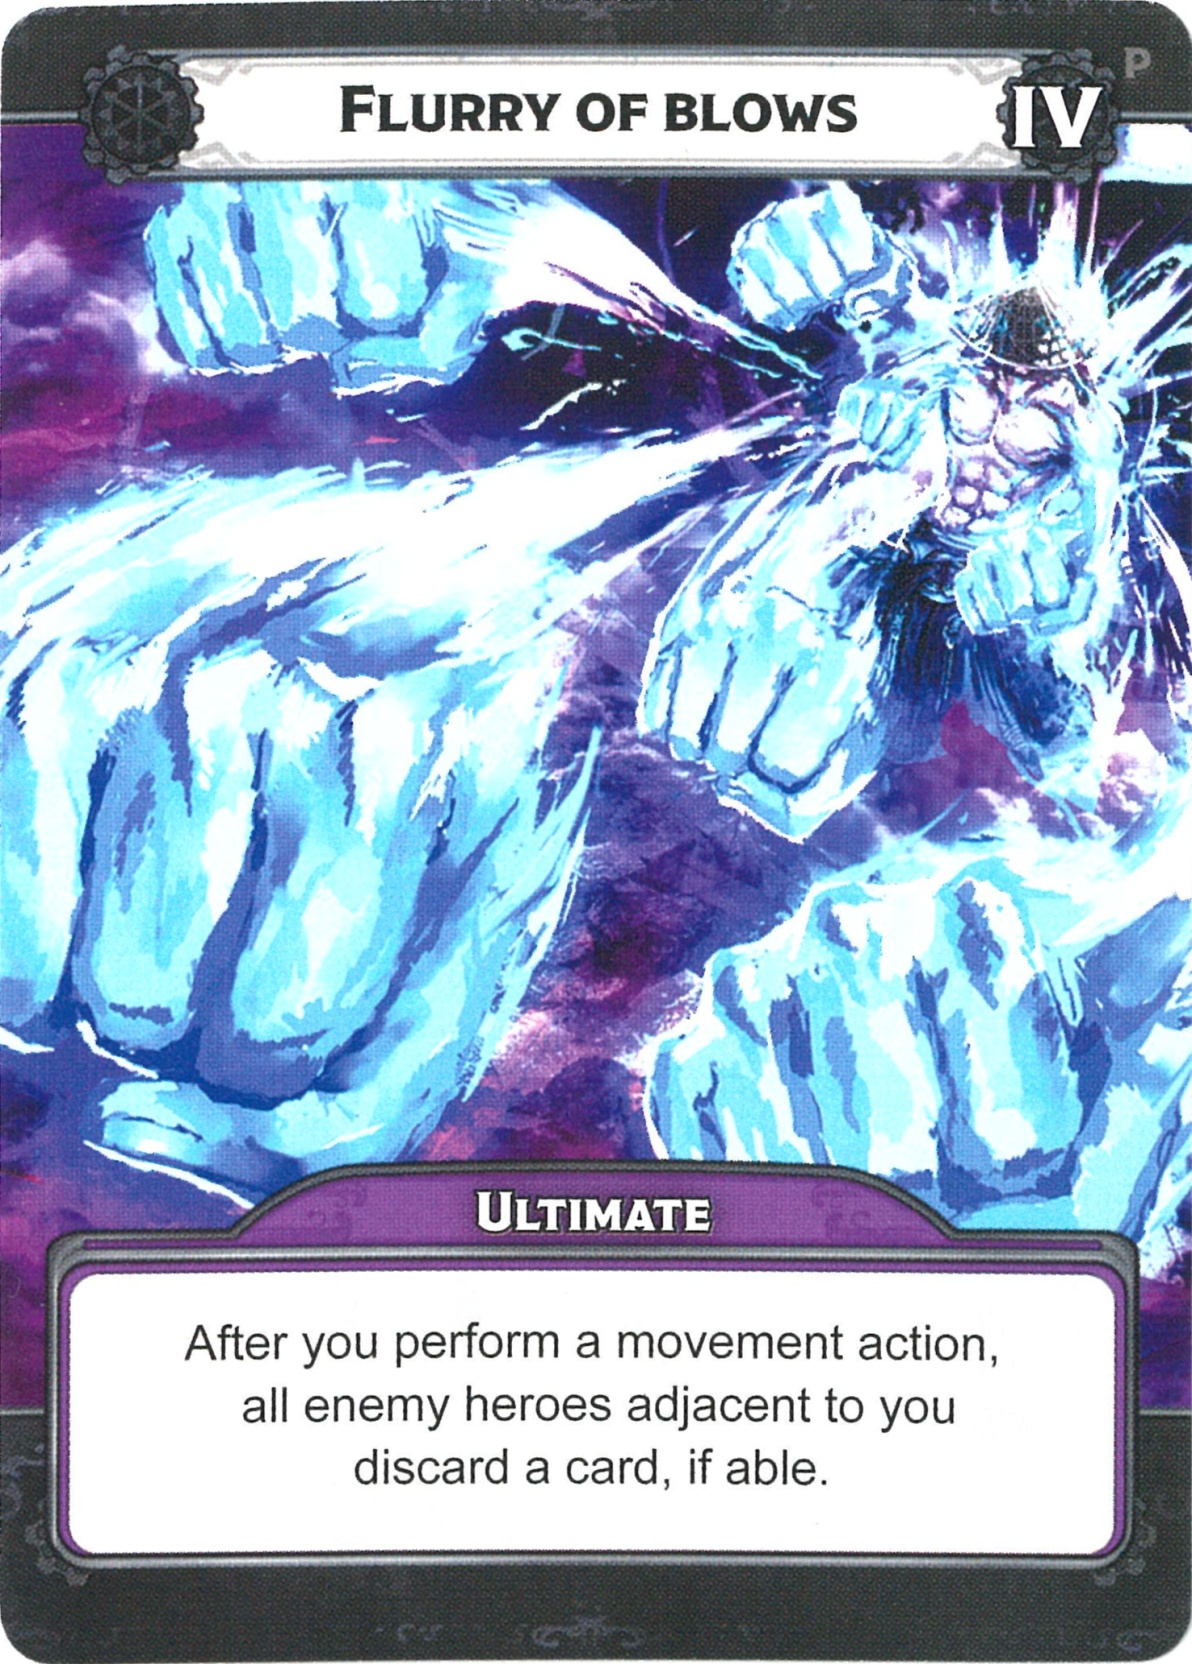 P
FLURRY OF BLOWS
IV
ULTIMATE
After you perform a movement action,
all enemy heroes adjacent to you
discard a card, if able.